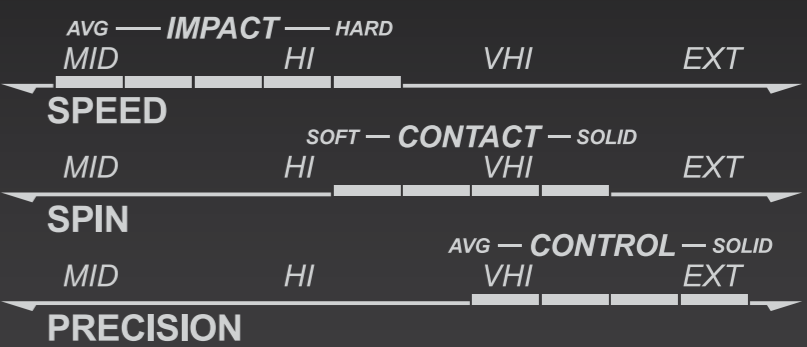 AVG — IMPACT — HARD
MID HI VHI EXT
SPEED
SOFT — CONTACT — SOLID
MID HI VHI EXT
SPIN
AVG — CONTROL — SOLID
MID HI VHI EXT
PRECISION